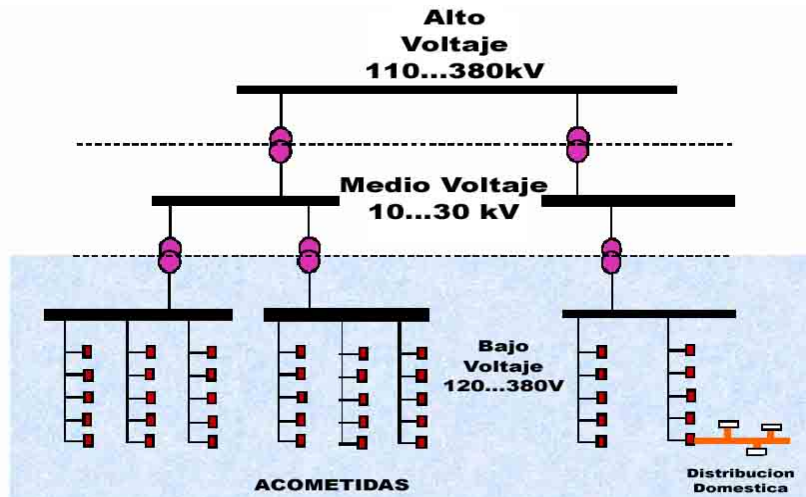 Alto
Voltaje
110...380kV
Medio Voltaje
10...30 kV
Bajo
Voltaje
120...380V
ACOMETIDAS
Distribucion
Domestica